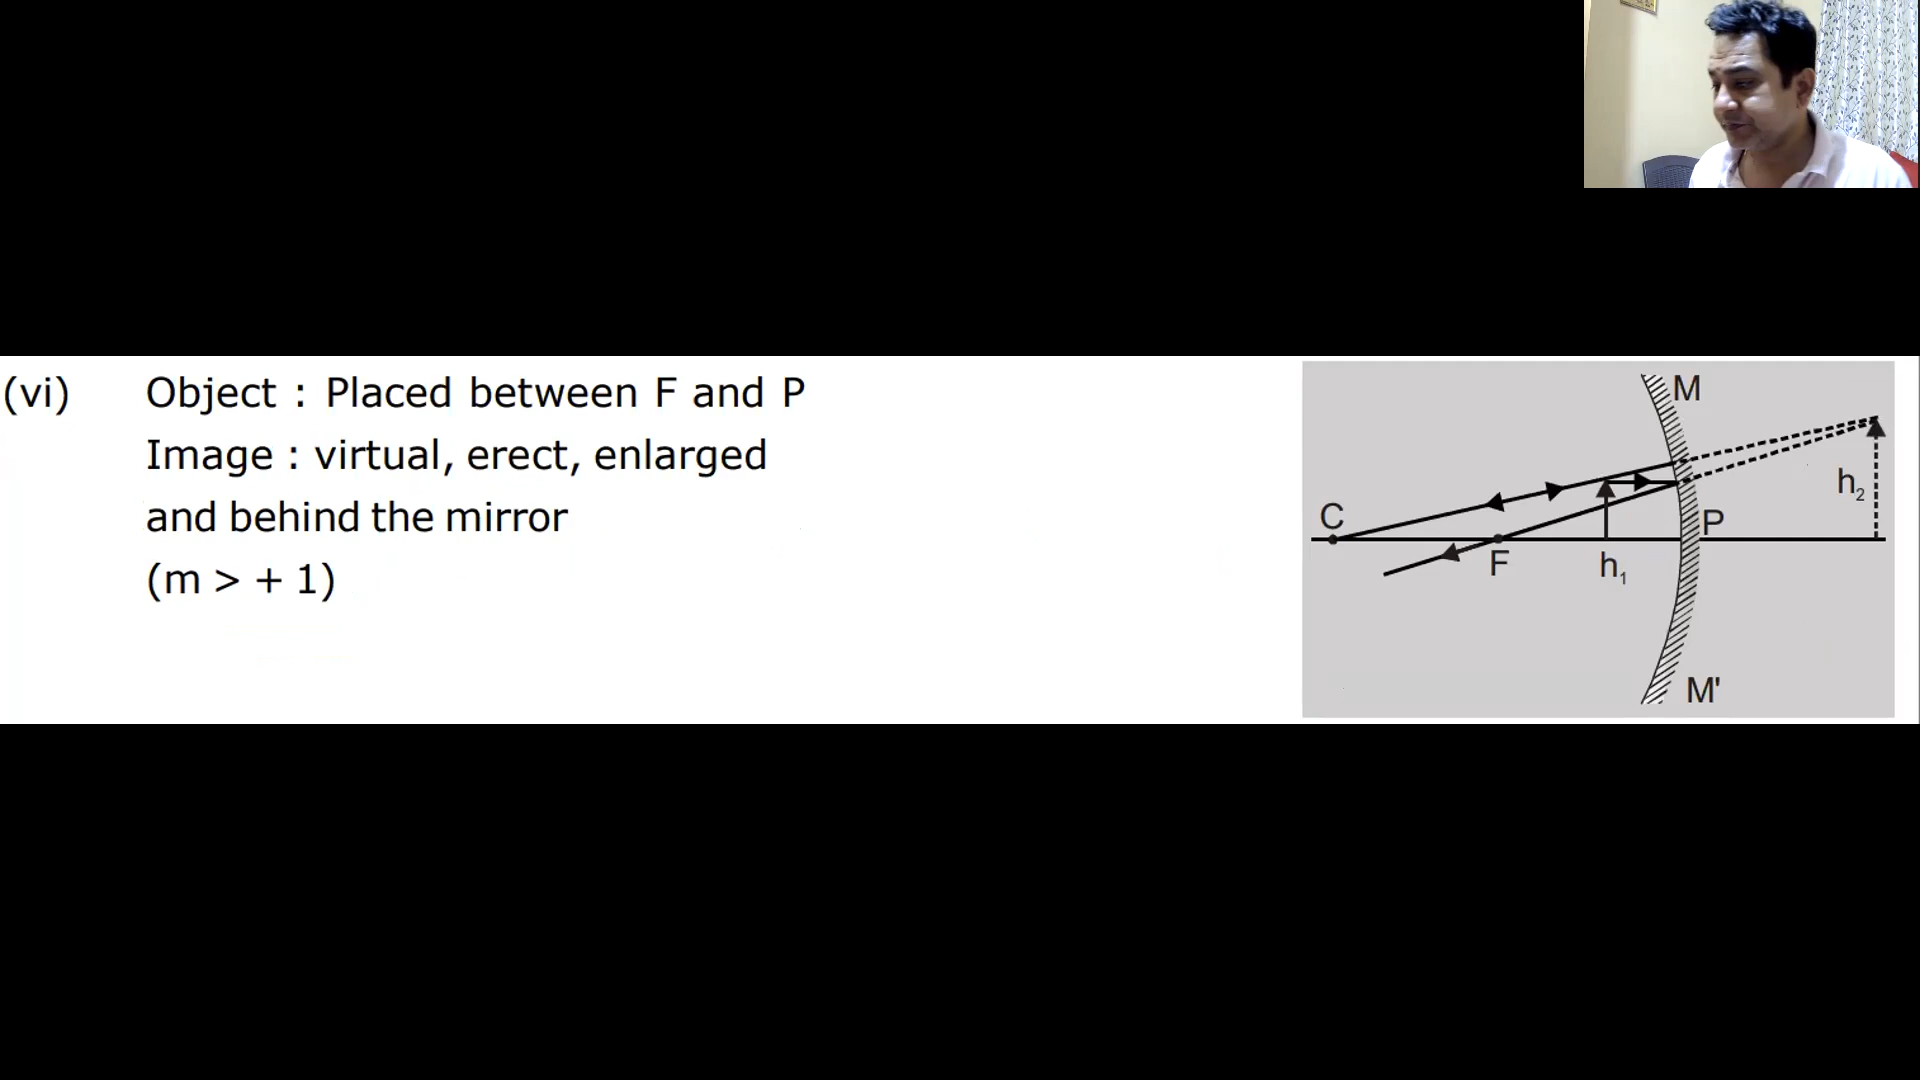 (vi) Object : Placed between F and P
Image : virtual, erect, enlarged
and behind the mirror
(m > + 1)
M
h₂
C
P
F
h₁
M'